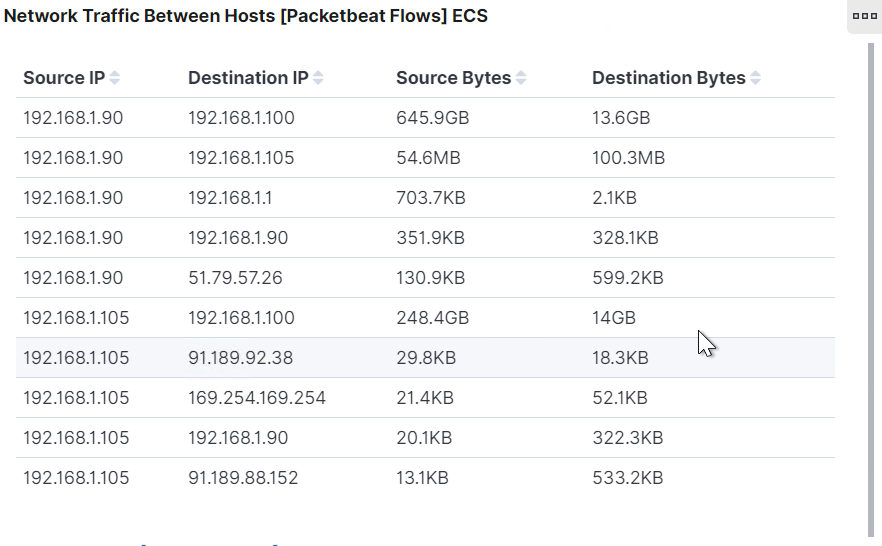 Network Traffic Between Hosts [Packetbeat Flows] ECS
Source IP Destination IP Source Bytes Destination Bytes
192.168.1.90 192.168.1.100 645.9GB 13.6GB
192.168.1.90 192.168.1.105 54.6MB 100.3MB
192.168.1.90 192.168.1.1 703.7KB 2.1KB
192.168.1.90 192.168.1.90 351.9KB 328.1KB
192.168.1.90 51.79.57.26 130.9KB 599.2KB
192.168.1.105 192.168.1.100 248.4GB 14GB
192.168.1.105 91.189.92.38 29.8KB 18.3KB
192.168.1.105 169.254.169.254 21.4KB 52.1KB
192.168.1.105 192.168.1.90 20.1KB 322.3KB
192.168.1.105 91.189.88.152 13.1KB 533.2KB